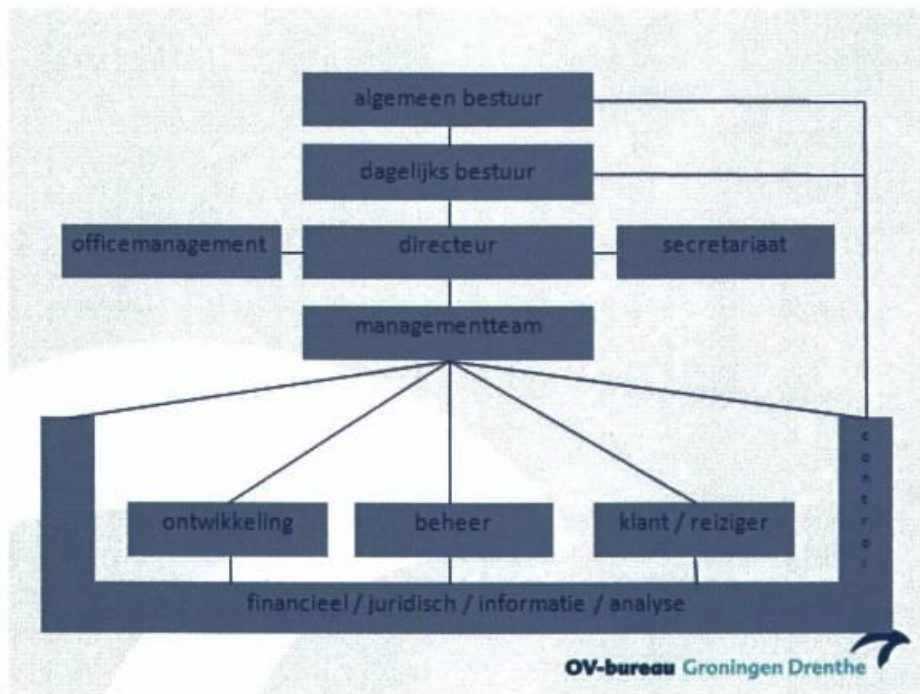 algemeen bestuur
dagelijks bestuur
officemanagement
directeur
secretariaat
managementteam
control
ontwikkeling
beheer
klant / reiziger
financieel / juridisch / informatie / analyse
OV-bureau Groningen Drenthe